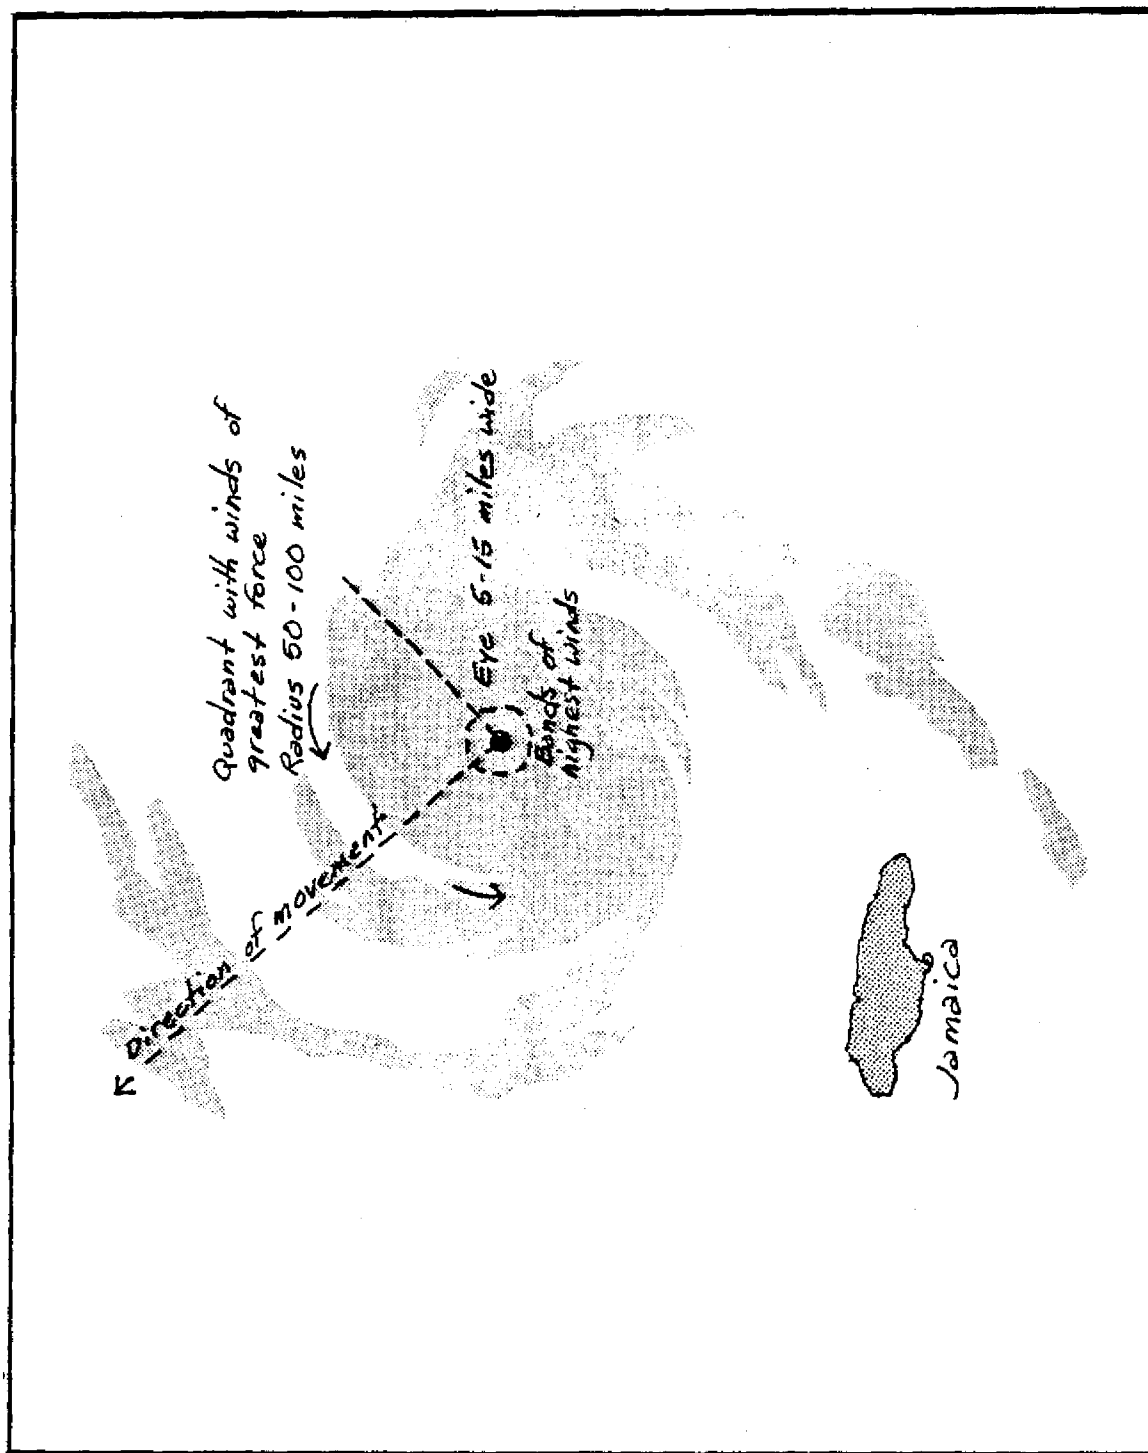 Direction of movement
Quadrant with winds of
greatest force
Radius 50-100 miles
Eye 6-15 miles wide
Bands of
highest winds
Jamaica